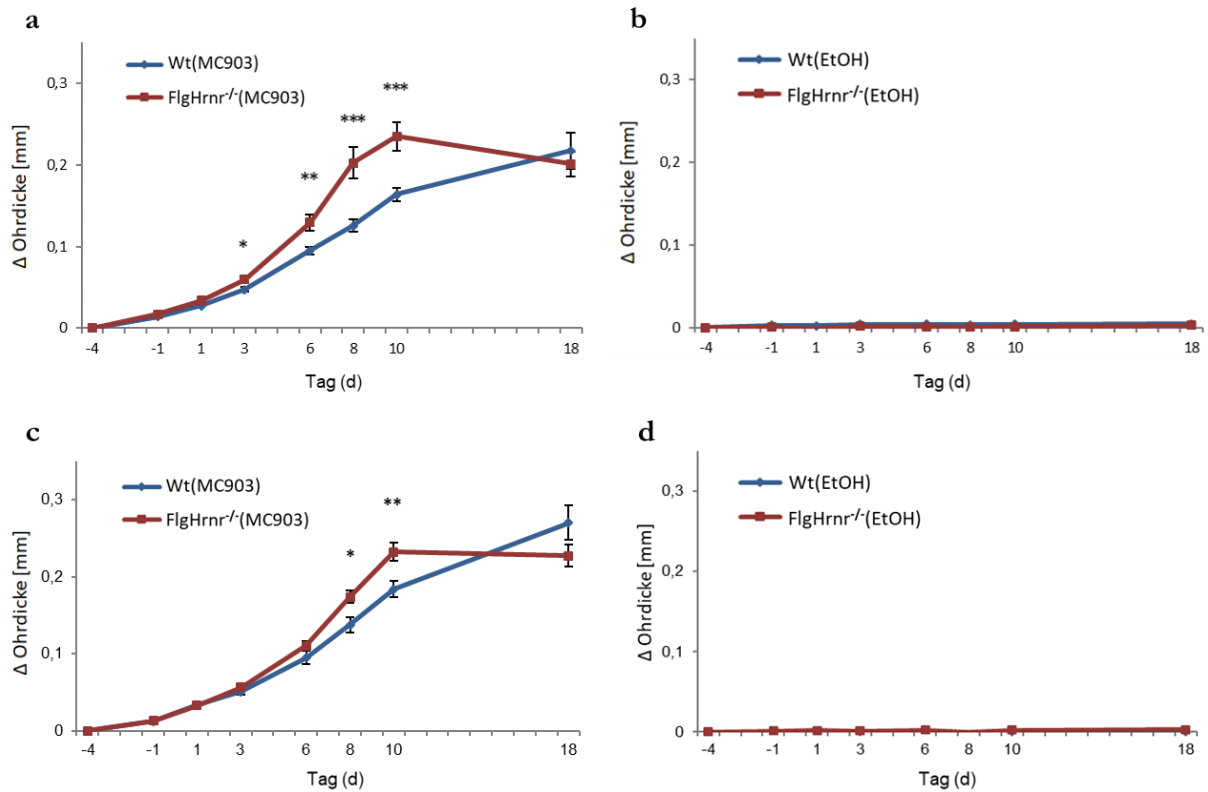 a
Wt(MC903)
FlgHrnr-/-(MC903)
Δ Ohrdicke [mm]
0,3
0,2
0,1
0
*
**
***
***
-4 -1 1 3 6 8 10 18
Tag (d)
b
Wt(EtOH)
FlgHrnr-/-(EtOH)
Δ Ohrdicke [mm]
0,3
0,2
0,1
0
-4 -1 1 3 6 8 10 18
Tag (d)
c
Wt(MC903)
FlgHrnr-/-(MC903)
Δ Ohrdicke [mm]
0,3
0,2
0,1
0
*
**
-4 -1 1 3 6 8 10 18
Tag (d)
d
Wt(EtOH)
FlgHrnr-/-(EtOH)
Δ Ohrdicke [mm]
0,3
0,2
0,1
0
-4 -1 1 3 6 8 10 18
Tag (d)